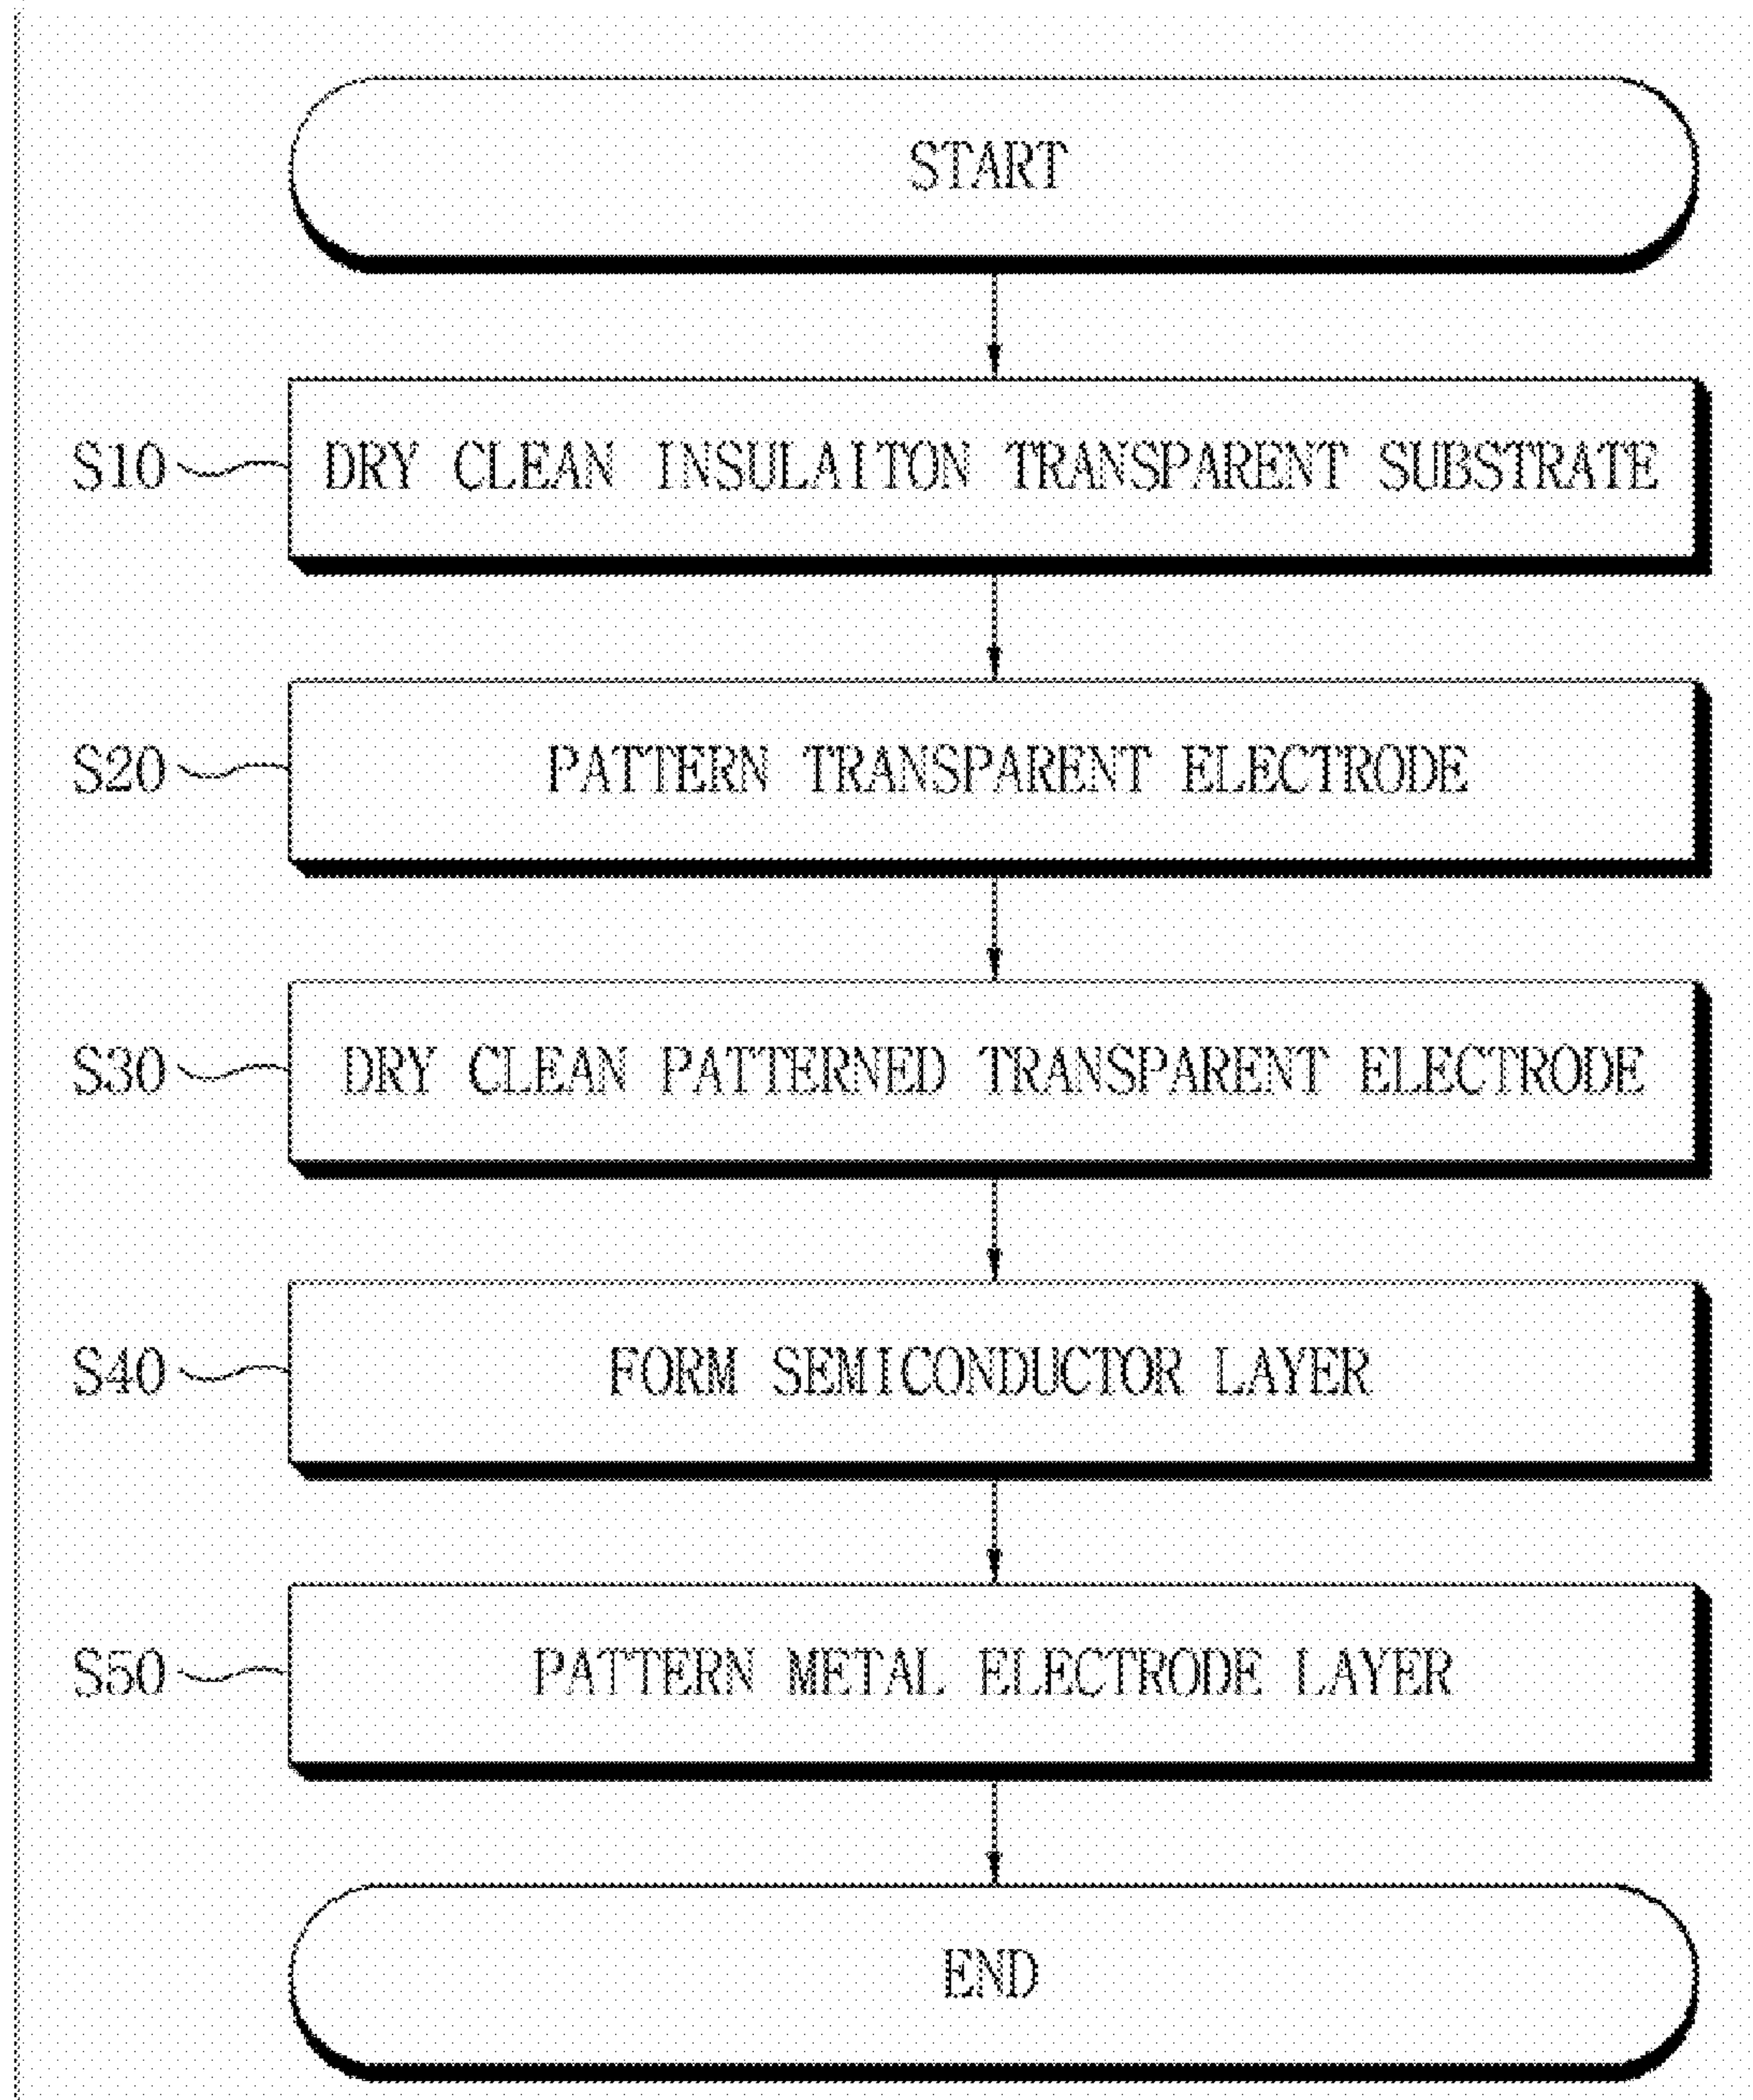 START
S10 DRY CLEAN INSULAITON TRANSPARENT SUBSTRATE
S20 PATTERN TRANSPARENT ELECTRODE
S30 DRY CLEAN PATTERNED TRANSPARENT ELECTRODE
S40 FORM SEMICONDUCTOR LAYER
S50 PATTERN METAL ELECTRODE LAYER
END